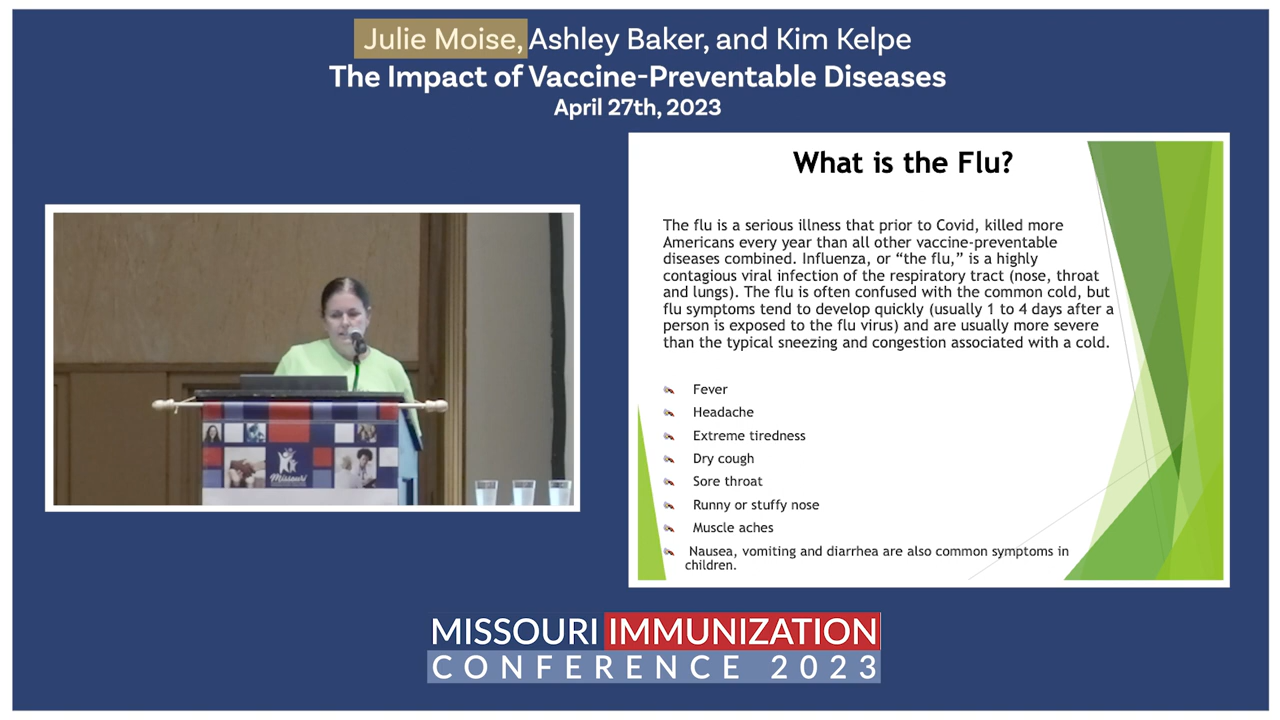 Julie Moise, Ashley Baker, and Kim Kelpe
The Impact of Vaccine-Preventable Diseases
April 27th, 2023
What is the Flu?
The flu is a serious illness that prior to Covid, killed more
Americans every year than all other vaccine-preventable
diseases combined. Influenza, or “the flu,” is a highly
contagious viral infection of the respiratory tract (nose, throat
and lungs). The flu is often confused with the common cold, but
flu symptoms tend to develop quickly (usually 1 to 4 days after a
person is exposed to the flu virus) and are usually more severe
than the typical sneezing and congestion associated with a cold.
Fever
Headache
Extreme tiredness
Dry cough
Sore throat
Runny or stuffy nose
Muscle aches
Nausea, vomiting and diarrhea are also common symptoms in
children.
Missouri
MISSOURI IMMUNIZATION
CONFERENCE 2023